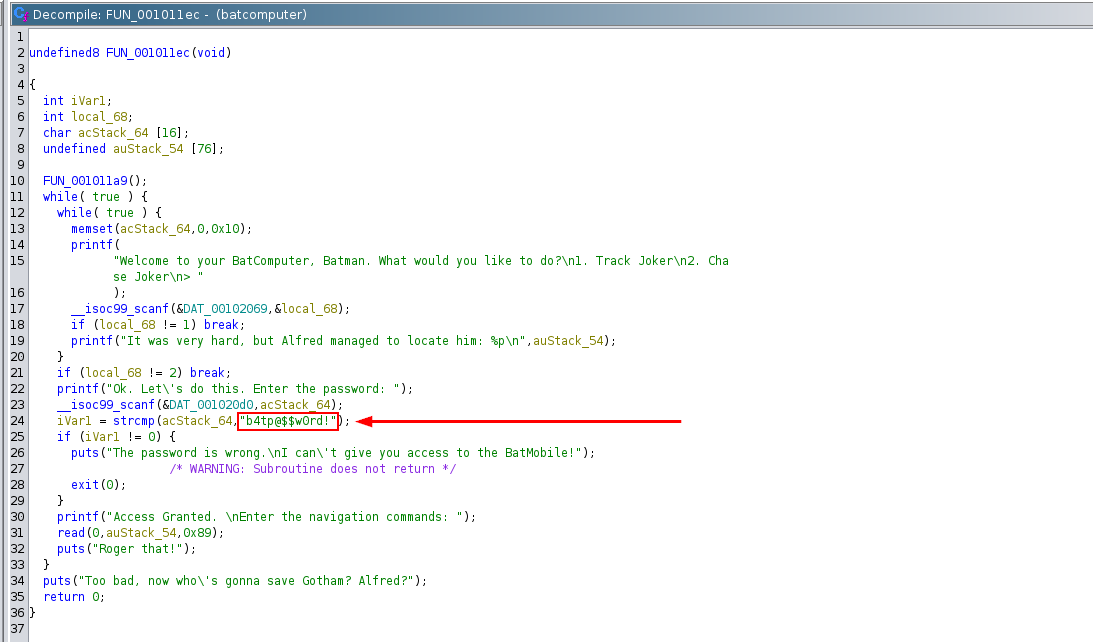 Decompile: FUN_001011ec - (batcomputer)
1
2 undefined8 FUN_001011ec(void)
3
4 {
5 int iVar1;
6 int local_68;
7 char acStack_64 [16];
8 undefined auStack_54 [76];
9
10 FUN_001011a9();
11 while( true ) {
12 while( true ) {
13 memset(acStack_64,0,0x10);
14 printf(
15 "Welcome to your BatComputer, Batman. What would you like to do?\n1. Track Joker\n2. Cha
se Joker\n> "
16 );
17 __isoc99_scanf(&DAT_00102069,&local_68);
18 if (local_68 != 1) break;
19 printf("It was very hard, but Alfred managed to locate him: %p\n",auStack_54);
20 }
21 if (local_68 != 2) break;
22 printf("Ok. Let\'s do this. Enter the password: ");
23 __isoc99_scanf(&DAT_001020d0,acStack_64);
24 iVar1 = strcmp(acStack_64,"b4tp@$$w0rd!");
25 if (iVar1 != 0) {
26 puts("The password is wrong.\nI can\'t give you access to the BatMobile!");
27 /* WARNING: Subroutine does not return */
28 exit(0);
29 }
30 printf("Access Granted. \nEnter the navigation commands: ");
31 read(0,auStack_54,0x89);
32 puts("Roger that!");
33 }
34 puts("Too bad, now who\'s gonna save Gotham? Alfred?");
35 return 0;
36 }
37